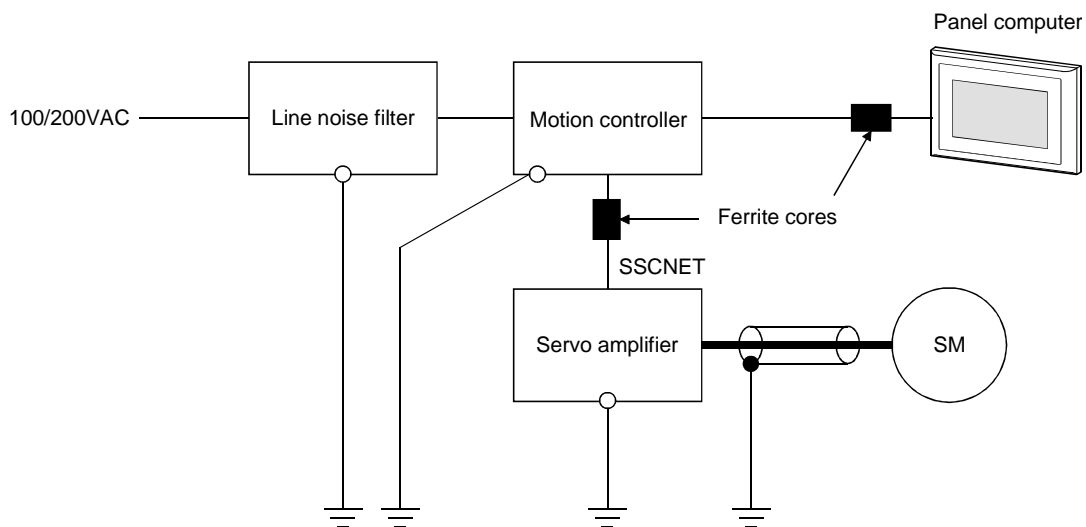 Panel computer
100/200VAC
Line noise filter
Motion controller
Ferrite cores
SSCNET
Servo amplifier
SM